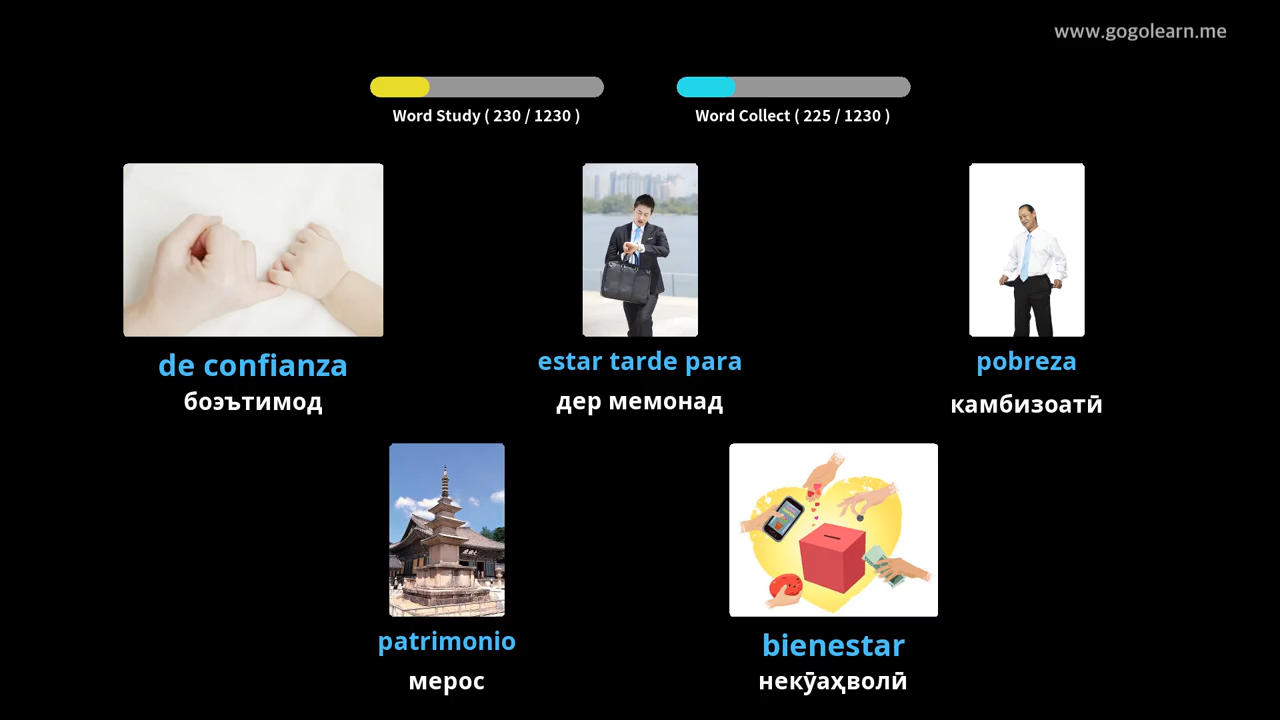 www.gogolearn.me
Word Study ( 230 / 1230 )
Word Collect ( 225 / 1230 )
de confianza
боэътимод
estar tarde para
дер мемонад
pobreza
камбизоатӣ
patrimonio
мерос
bienestar
некӯаҳволӣ